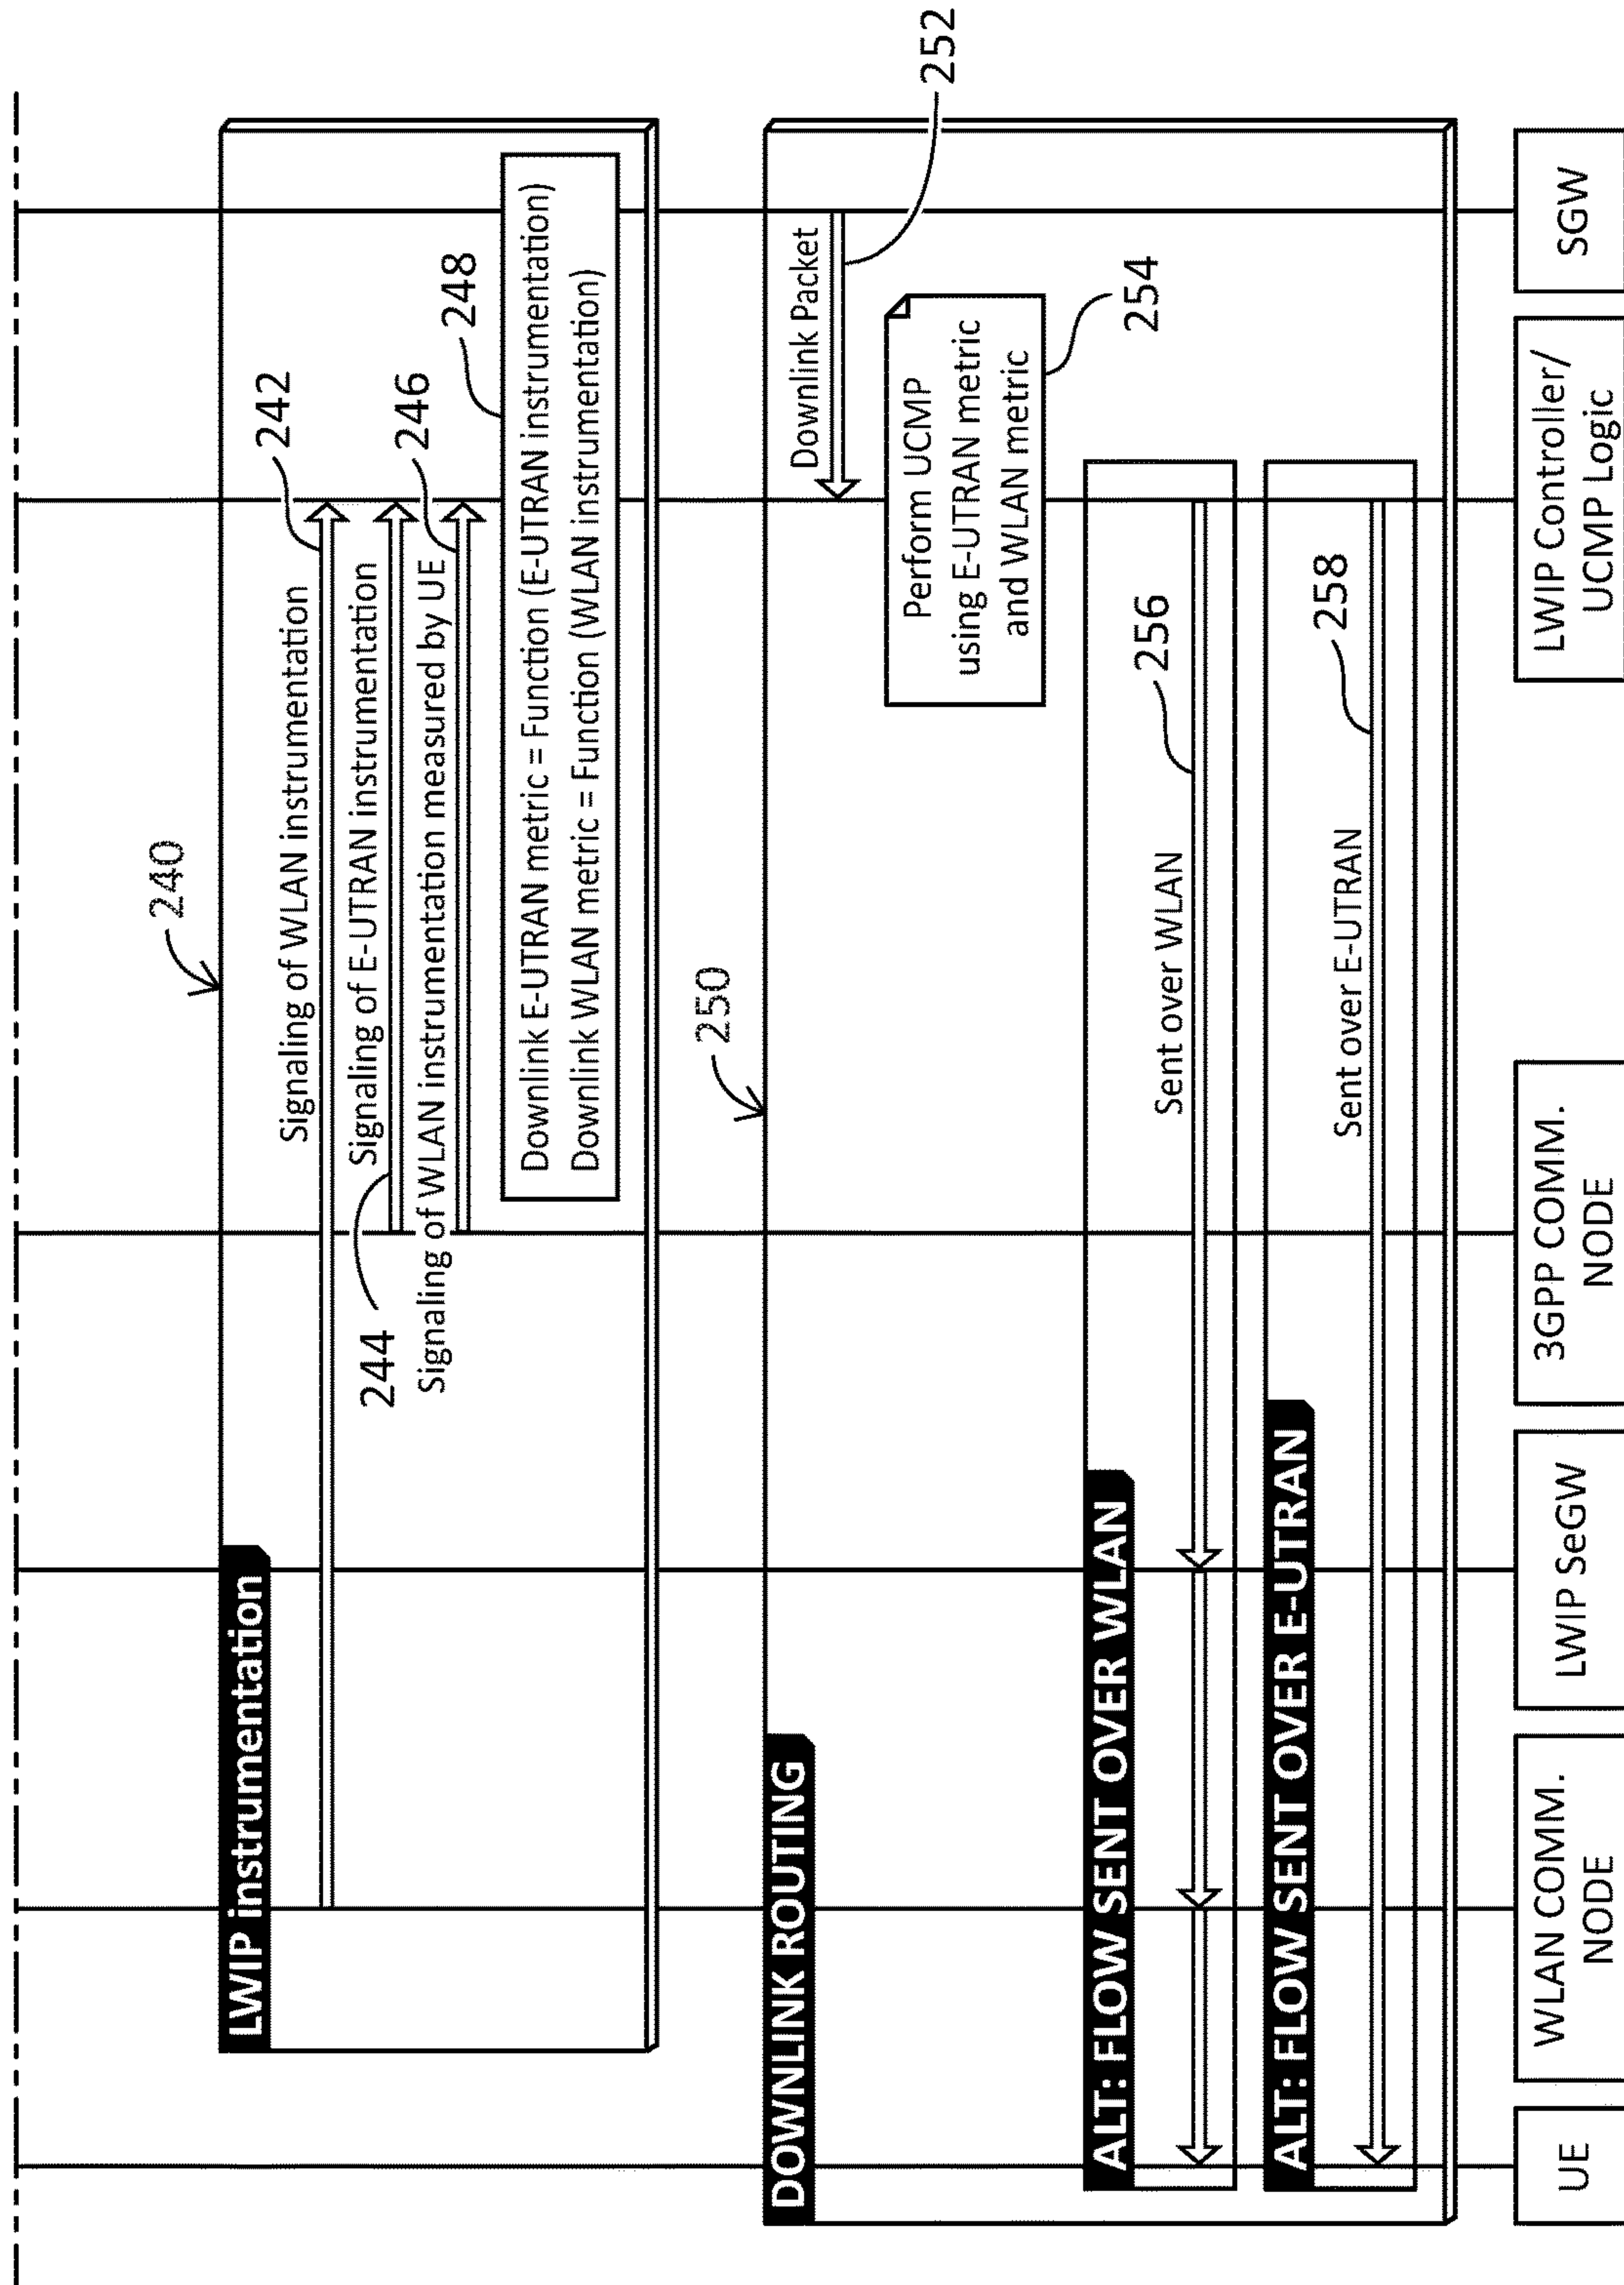 240
LWIP instrumentation
Signaling of WLAN instrumentation
242
244
Signaling of E-UTRAN instrumentation
Signaling of WLAN instrumentation measured by UE
246
248
Downlink E-UTRAN metric = Function (E-UTRAN instrumentation)
Downlink WLAN metric = Function (WLAN instrumentation)
250
DOWNLINK ROUTING
Downlink Packet
252
Perform UCMP
using E-UTRAN metric
and WLAN metric
254
ALT: FLOW SENT OVER WLAN
Sent over WLAN
256
ALT: FLOW SENT OVER E-UTRAN
Sent over E-UTRAN
258
UE
WLAN COMM.
NODE
LWIP SeGW
3GPP COMM.
NODE
LWIP Controller/
UCMP Logic
SGW